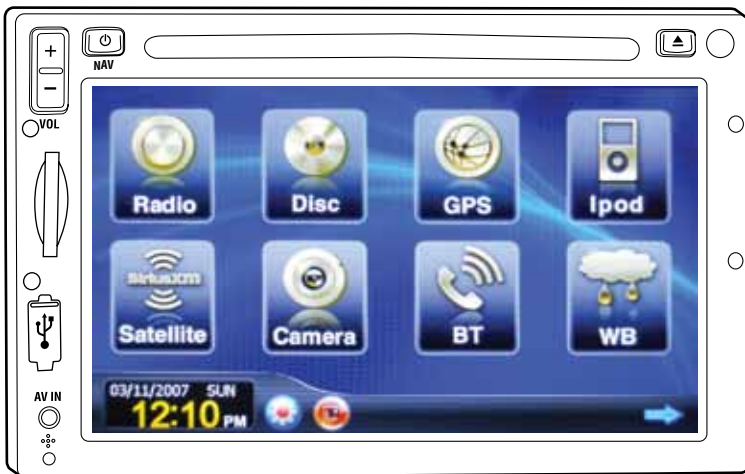 NAV
+
−
VOL
Radio
Disc
GPS
Ipod
SiriusXM
Satellite
Camera
BT
WB
AV IN
03/11/2007 SUN
12:10 PM